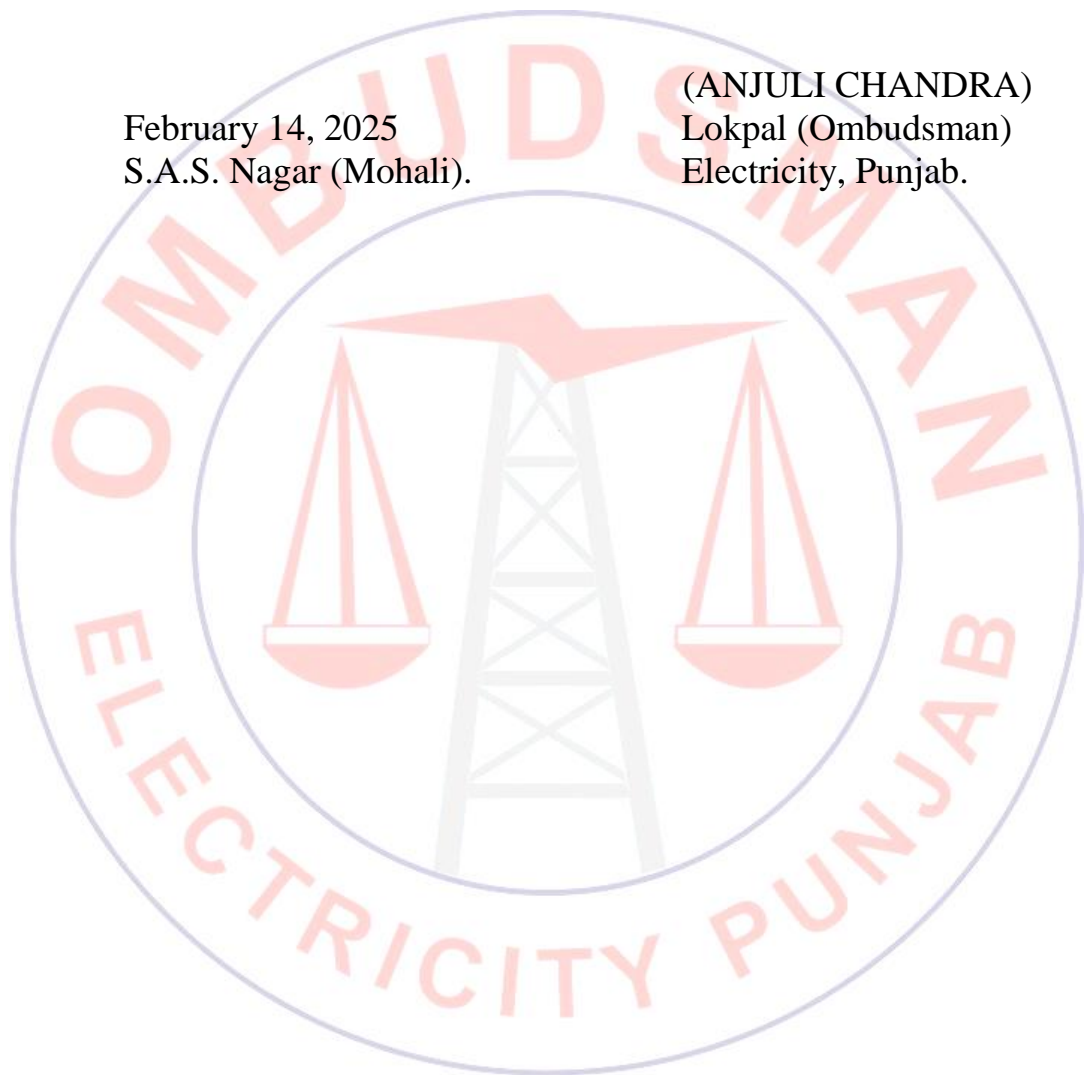 (ANJULI CHANDRA)
February 14, 2025 Lokpal (Ombudsman)
S.A.S. Nagar (Mohali). Electricity, Punjab.
OMBUDSMAN
ELECTRICITY PUNJAB